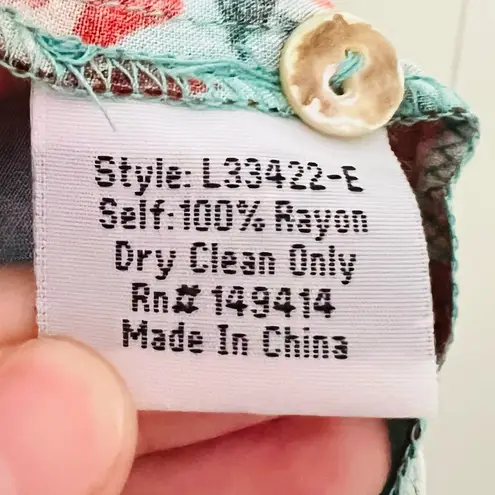 Style: L33422-E
Self:100% Rayon
Dry Clean Only
Rn# 149414
Made In China